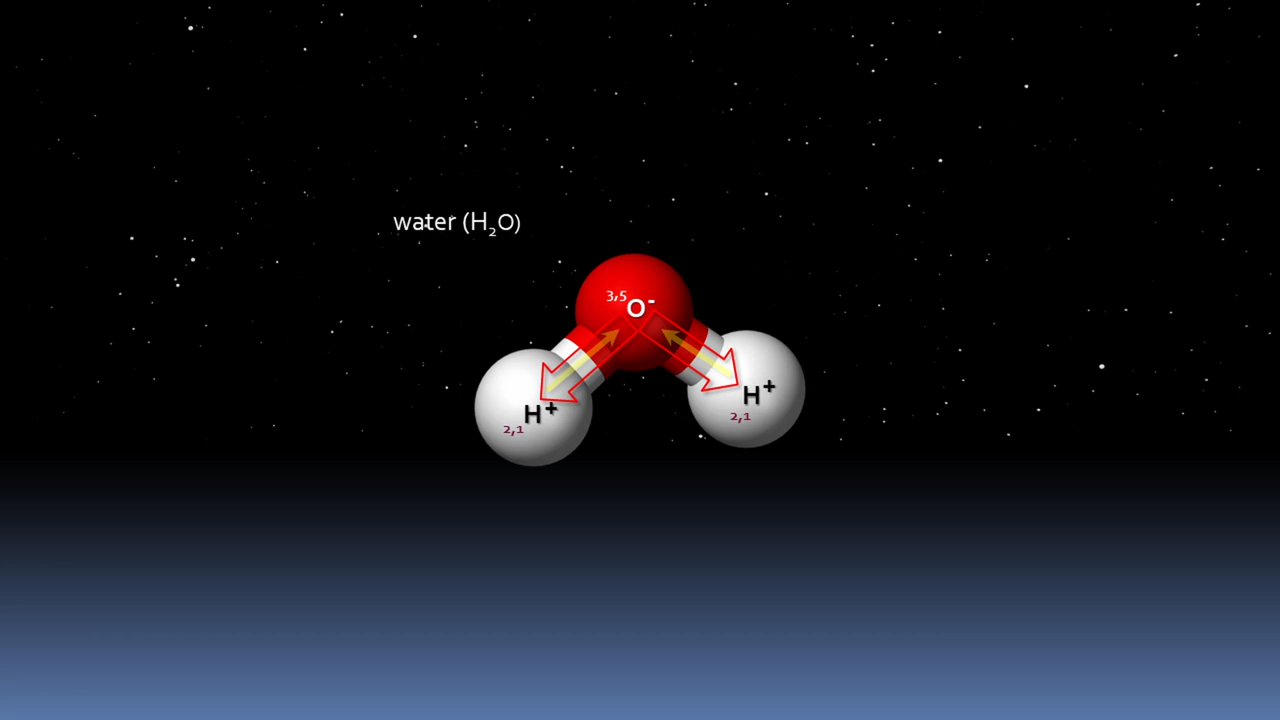 water (H₂O)
3,5
O⁻
H⁺
2,1
H⁺
2,1